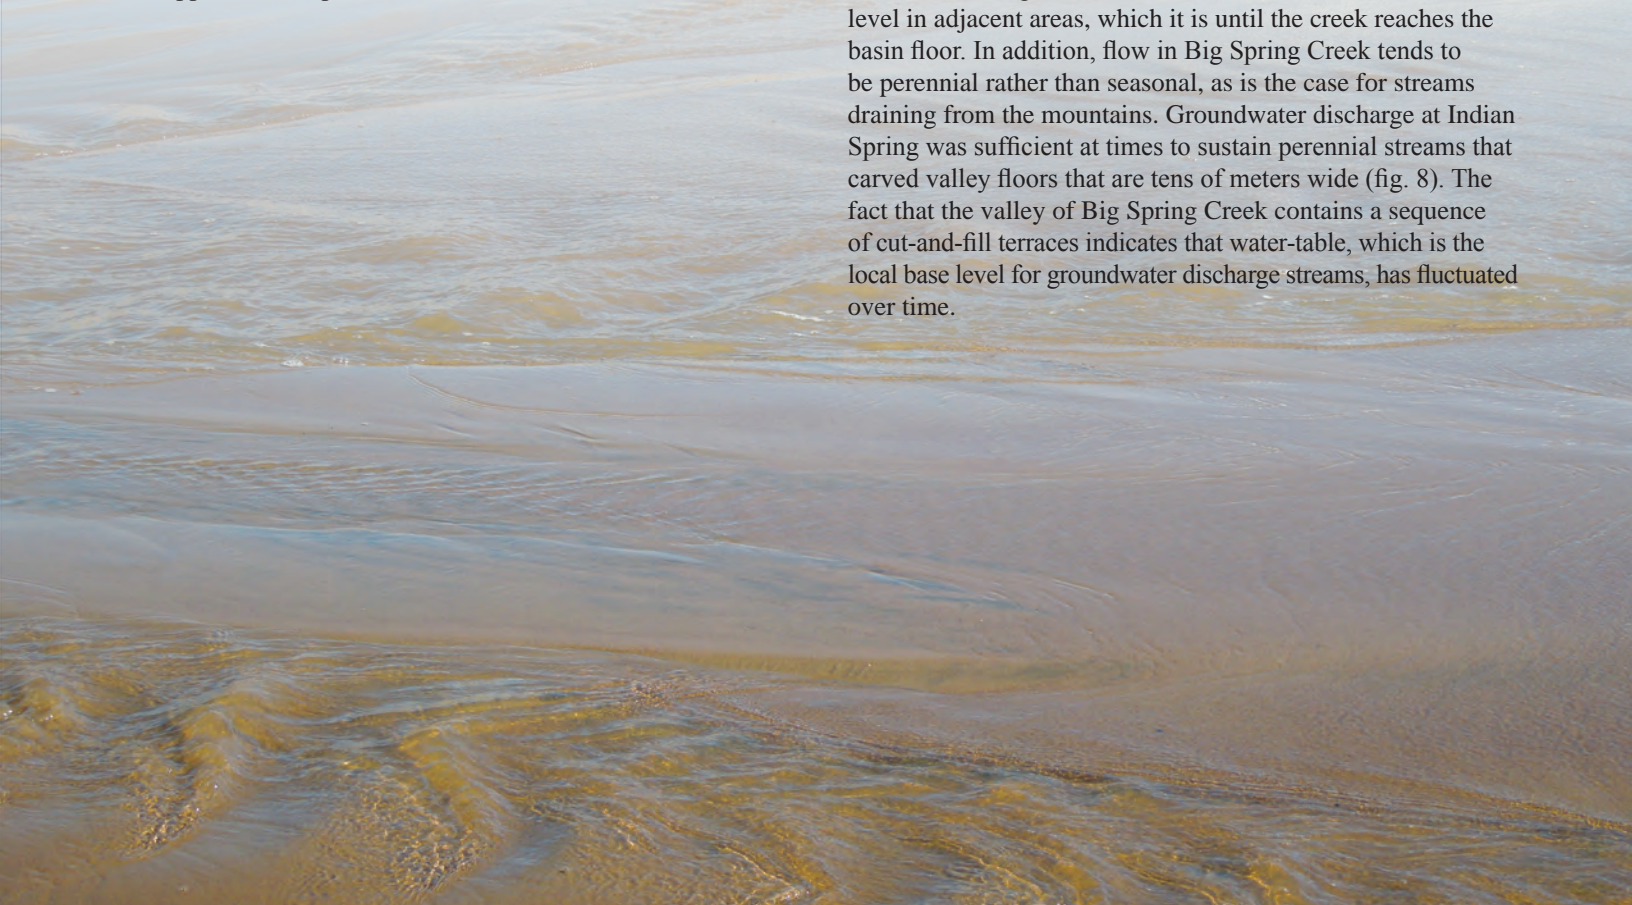 level in adjacent areas, which it is until the creek reaches the
basin floor. In addition, flow in Big Spring Creek tends to
be perennial rather than seasonal, as is the case for streams
draining from the mountains. Groundwater discharge at Indian
Spring was sufficient at times to sustain perennial streams that
carved valley floors that are tens of meters wide (fig. 8). The
fact that the valley of Big Spring Creek contains a sequence
of cut-and-fill terraces indicates that water-table, which is the
local base level for groundwater discharge streams, has fluctuated
over time.